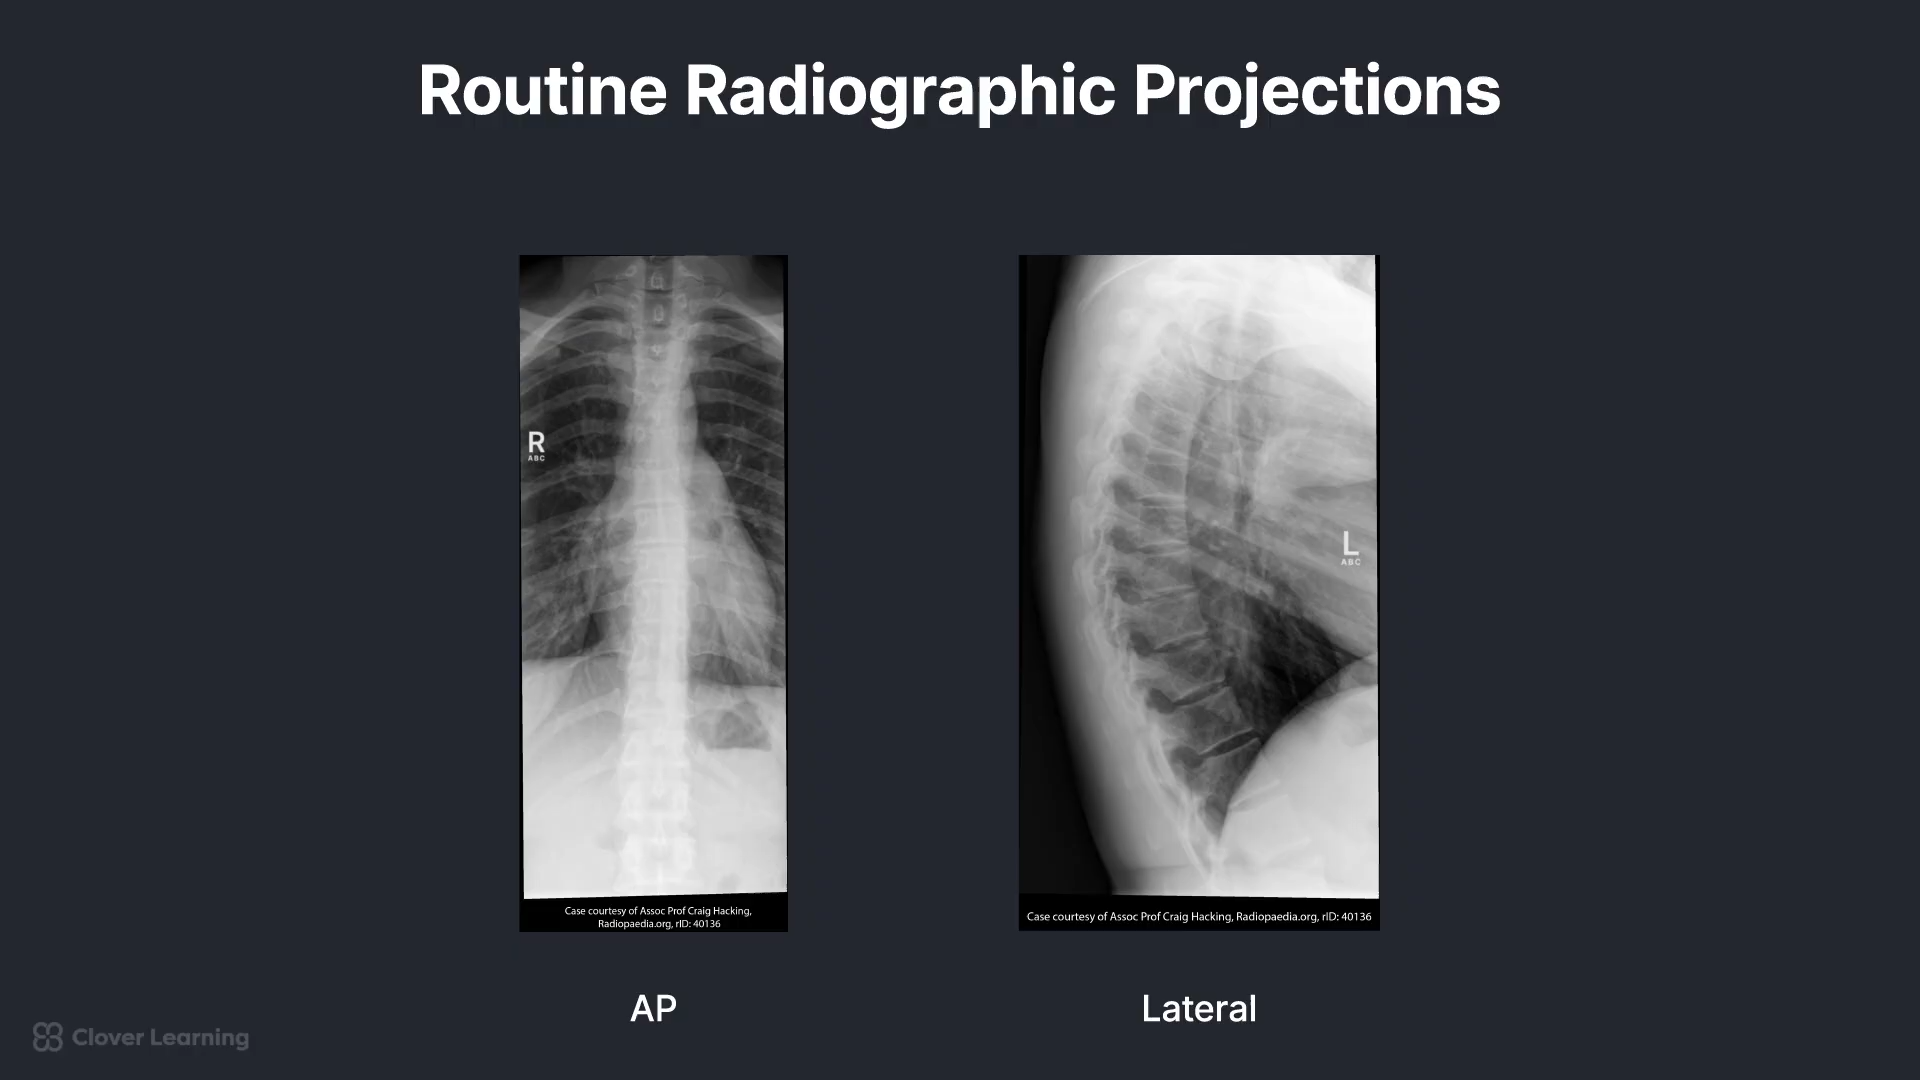 Routine Radiographic Projections
R
ABC
L
ABC
Case courtesy of Assoc Prof Craig Hacking,
Radiopaedia.org, rID: 40136
Case courtesy of Assoc Prof Craig Hacking, Radiopaedia.org, rID: 40136
AP
Lateral
Clover Learning